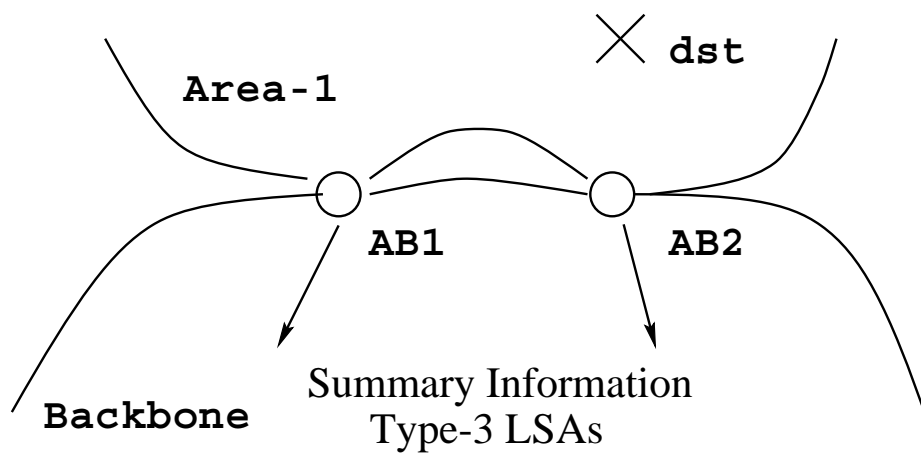 dst
Area-1
AB1
AB2
Summary Information
Type-3 LSAs
Backbone